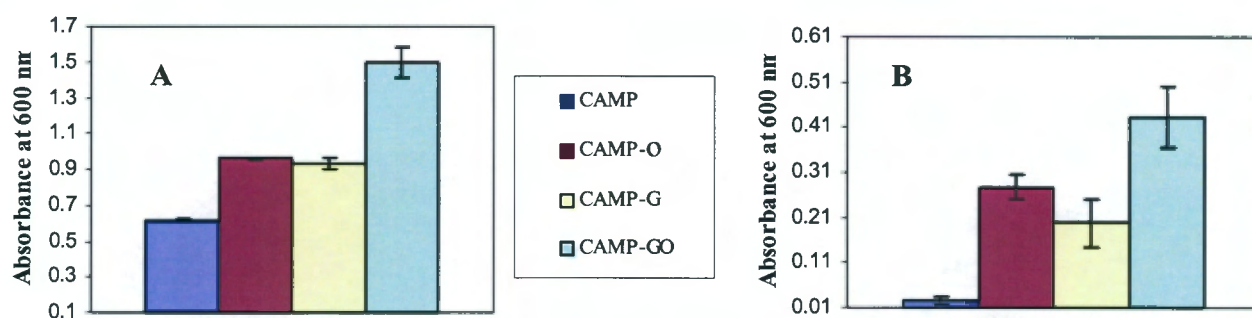 Absorbance at 600 nm
1.7
1.5
1.3
1.1
0.9
0.7
0.5
0.3
0.1
A
CAMP
CAMP-O
CAMP-G
CAMP-GO
Absorbance at 600 nm
0.61
0.51
0.41
0.31
0.21
0.11
0.01
B